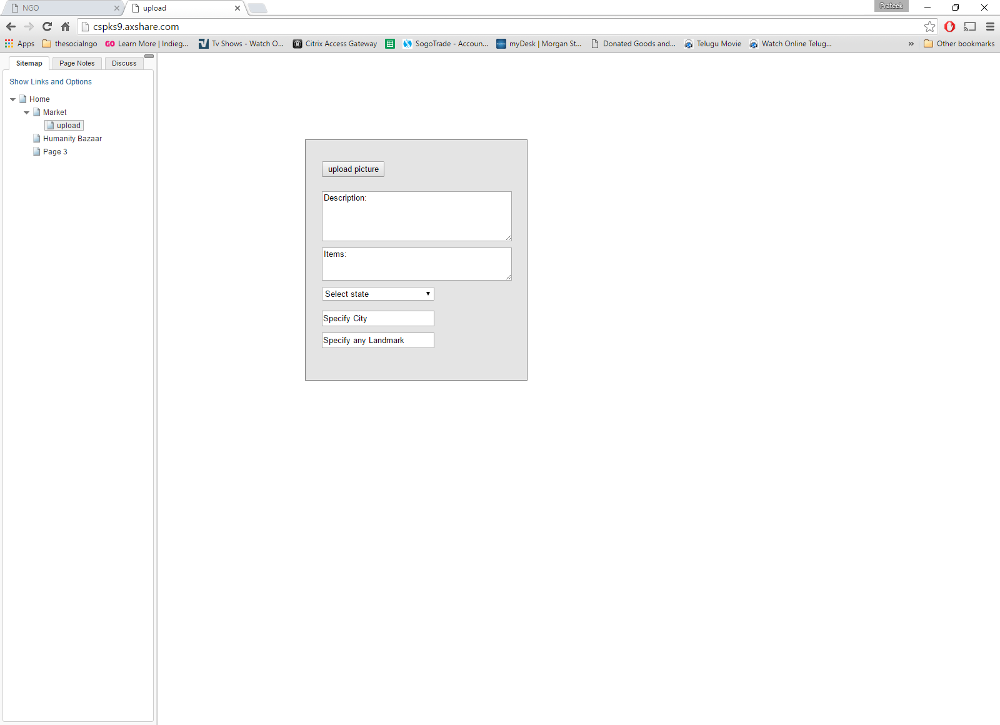 NGO
upload
Prateek
cspks9.axshare.com
Apps
thesocialngo
GO Learn More | Indieg...
Tv Shows - Watch O...
Citrix Access Gateway
SogoTrade - Accoun...
myDesk | Morgan St...
Donated Goods and...
Telugu Movie
Watch Online Telug...
»
Other bookmarks
Sitemap
Page Notes
Discuss
Show Links and Options
Home
Market
upload
Humanity Bazaar
Page 3
upload picture
Description:
Items:
Select state
Specify City
Specify any Landmark